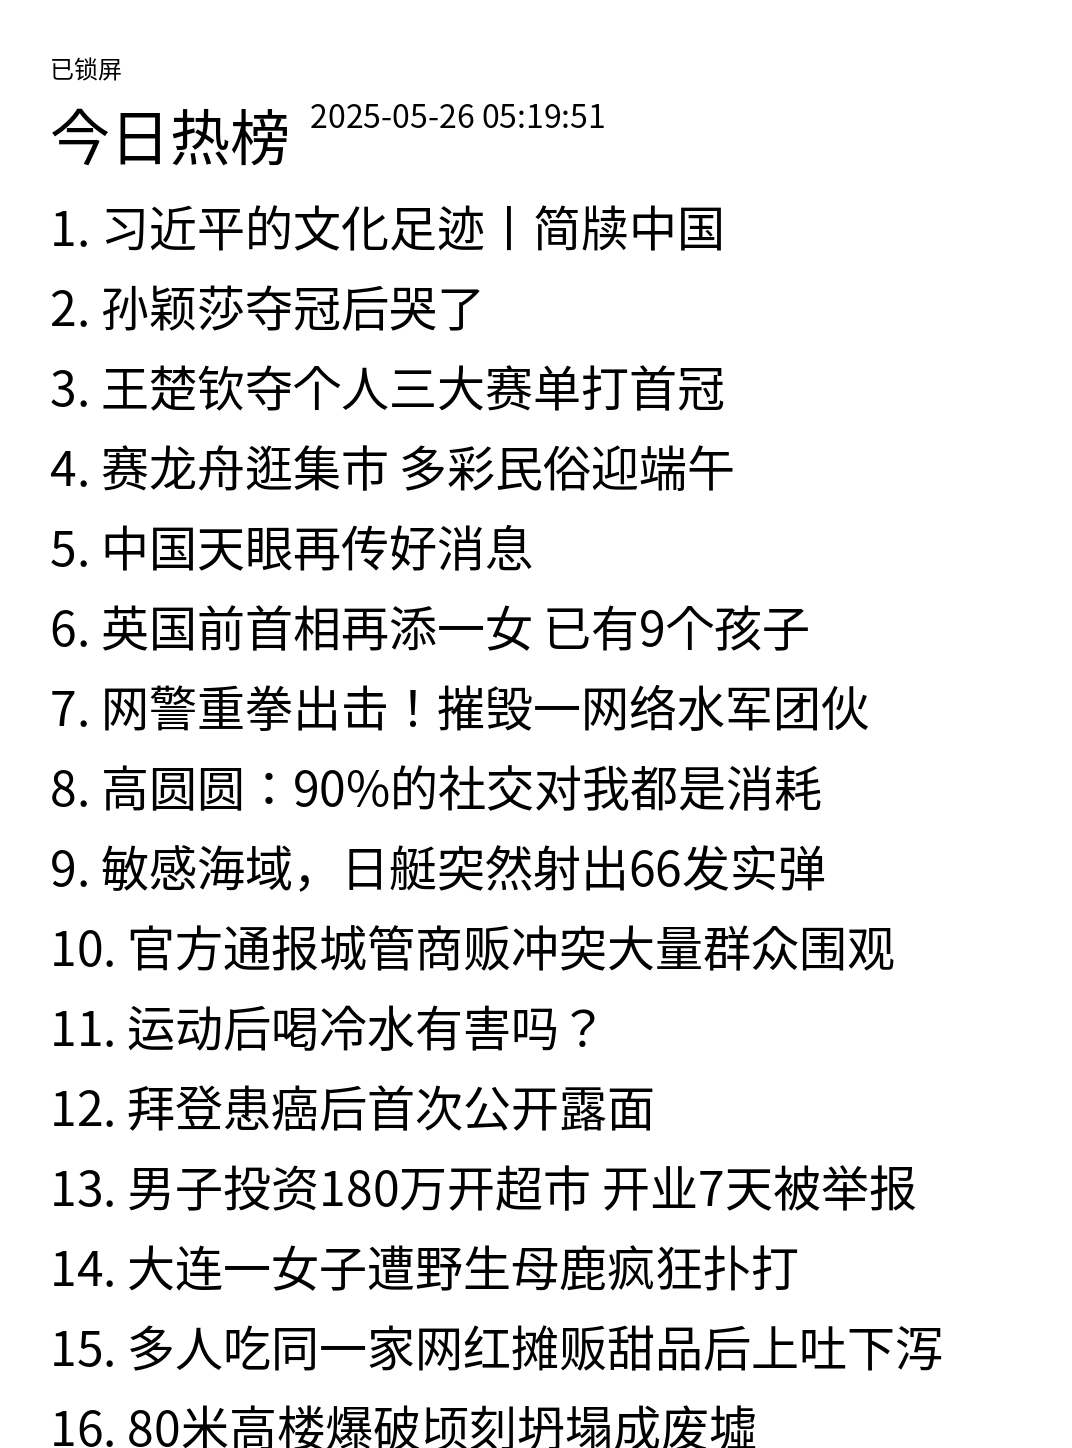 已锁屏
今日热榜 2025-05-26 05:19:51
1. 习近平的文化足迹丨简牍中国
2. 孙颖莎夺冠后哭了
3. 王楚钦夺个人三大赛单打首冠
4. 赛龙舟逛集市 多彩民俗迎端午
5. 中国天眼再传好消息
6. 英国前首相再添一女 已有9个孩子
7. 网警重拳出击！摧毁一网络水军团伙
8. 高圆圆：90%的社交对我都是消耗
9. 敏感海域，日艇突然射出66发实弹
10. 官方通报城管商贩冲突大量群众围观
11. 运动后喝冷水有害吗？
12. 拜登患癌后首次公开露面
13. 男子投资180万开超市 开业7天被举报
14. 大连一女子遭野生母鹿疯狂扑打
15. 多人吃同一家网红摊贩甜品后上吐下泻
16. 80米高楼爆破顷刻坍塌成废墟